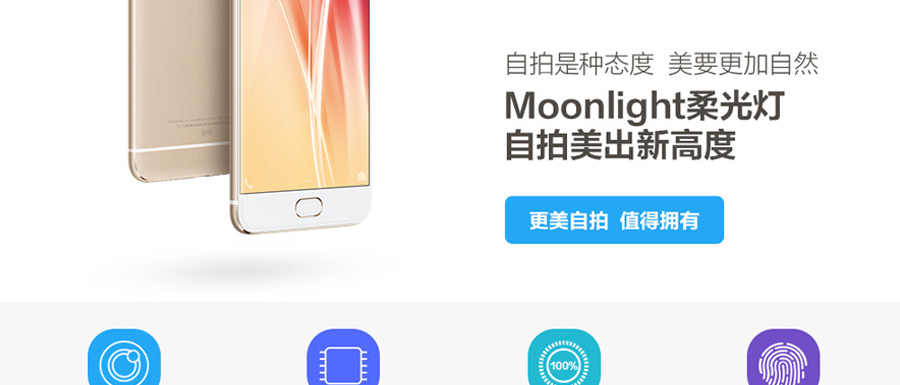 自拍是种态度 美要更加自然
Moonlight柔光灯
自拍美出新高度
更美自拍 值得拥有
100%